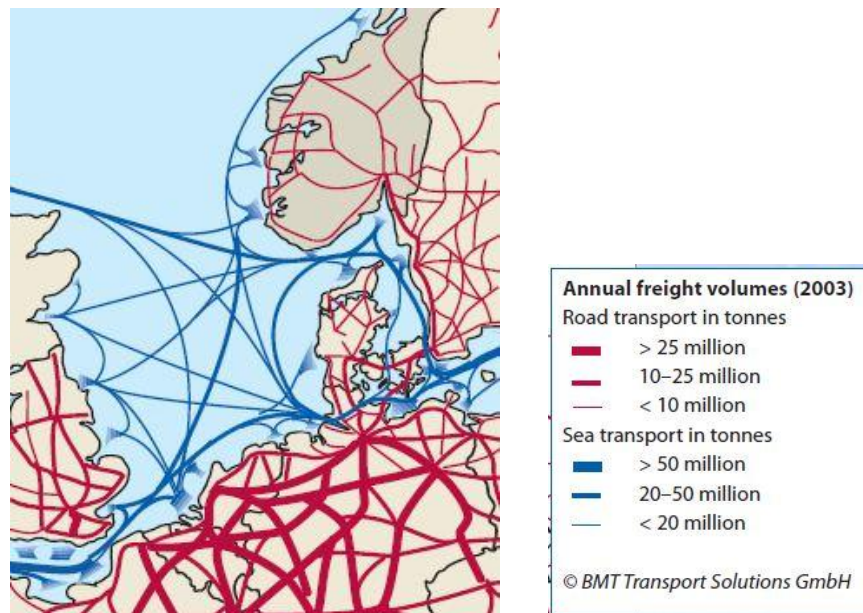 Annual freight volumes (2003)
Road transport in tonnes
> 25 million
10–25 million
< 10 million
Sea transport in tonnes
> 50 million
20–50 million
< 20 million
© BMT Transport Solutions GmbH